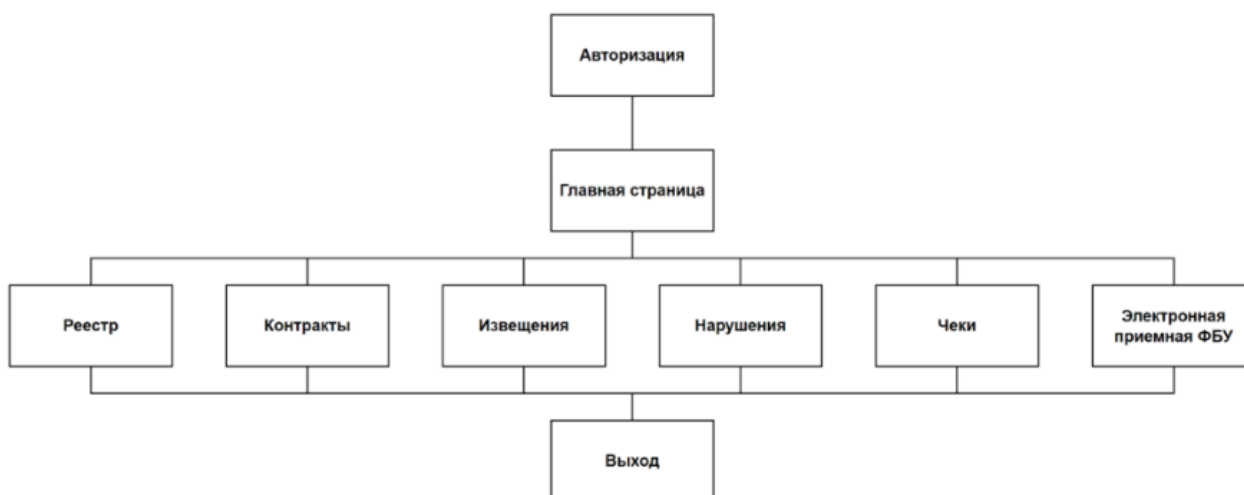 Авторизация
Главная страница
Реестр
Контракты
Извещения
Нарушения
Чеки
Электронная
приемная ФБУ
Выход